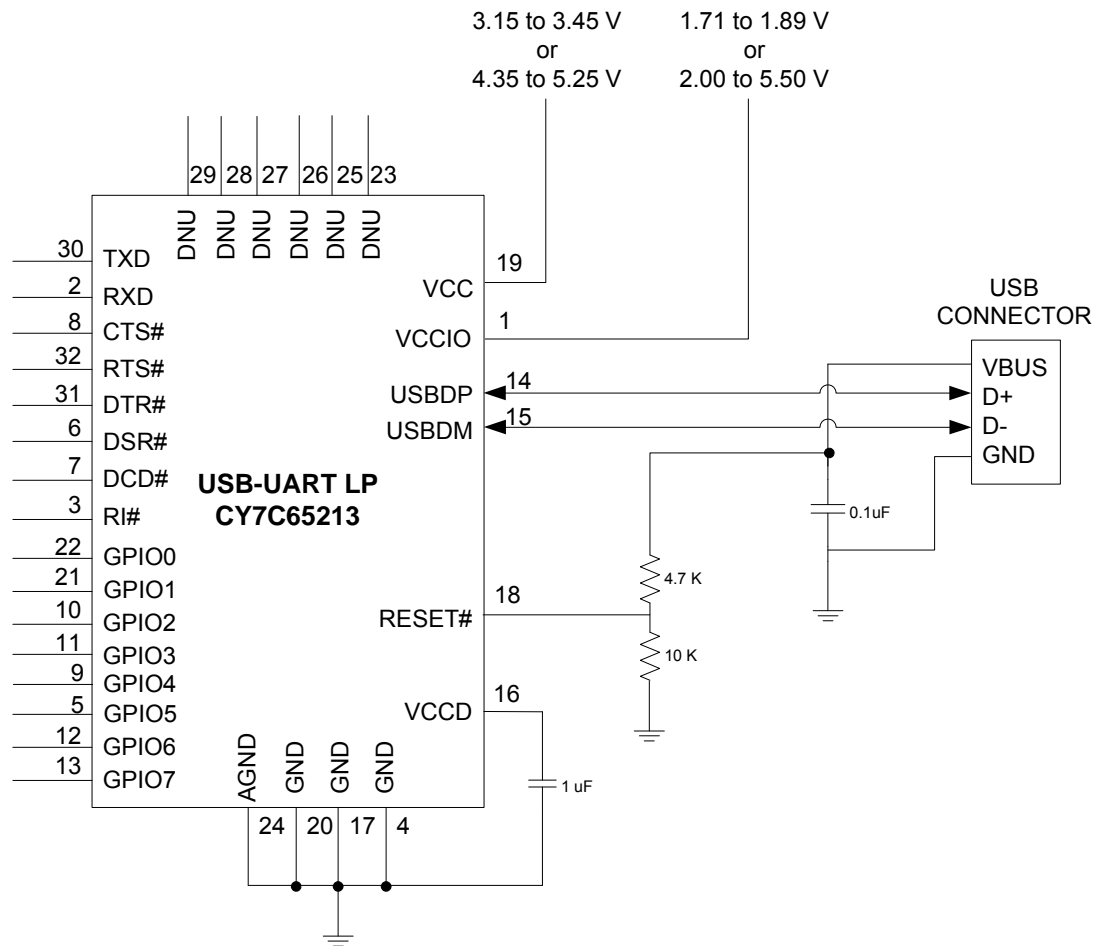 3.15 to 3.45 V
or
4.35 to 5.25 V
1.71 to 1.89 V
or
2.00 to 5.50 V
29
28
27
26
25
23
DNU
DNU
DNU
DNU
DNU
DNU
30 TXD
2 RXD
8 CTS#
32 RTS#
31 DTR#
6 DSR#
7 DCD#
3 RI#
22 GPIO0
21 GPIO1
10 GPIO2
11 GPIO3
9 GPIO4
5 GPIO5
12 GPIO6
13 GPIO7
USB-UART LP
CY7C65213
VCC 19
VCCIO 1
USBDP 14
USBDM 15
RESET# 18
VCCD 16
AGND
GND
GND
GND
24
20
17
4
USB
CONNECTOR
VBUS
D+
D-
GND
0.1uF
4.7 K
10 K
1 uF